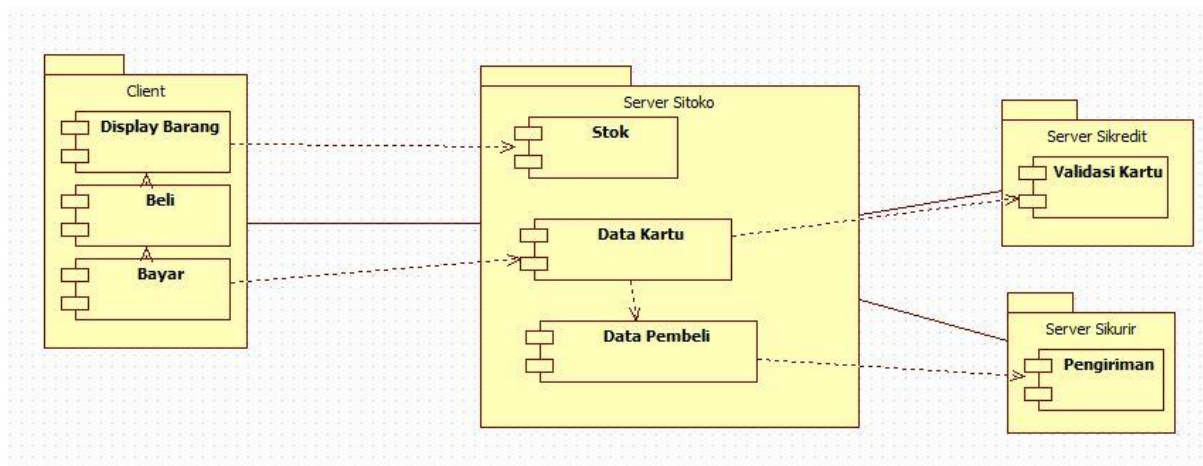 Client
Display Barang
Beli
Bayar
Server Sitoko
Stok
Data Kartu
Data Pembeli
Server Sikredit
Validasi Kartu
Server Sikurir
Pengiriman